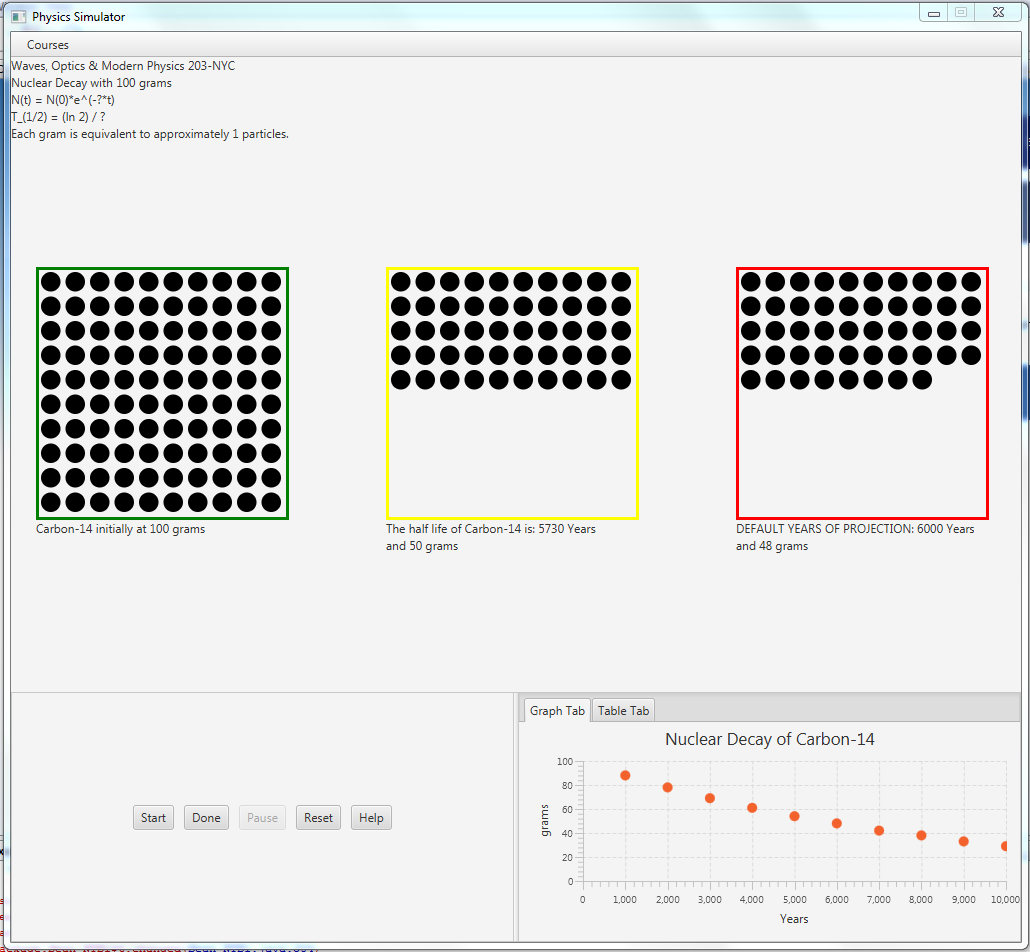 Physics Simulator
Courses
Waves, Optics & Modern Physics 203-NYC
Nuclear Decay with 100 grams
N(t) = N(0)*e^(-?*t)
T_(1/2) = (ln 2) / ?
Each gram is equivalent to approximately 1 particles.
Carbon-14 initially at 100 grams
The half life of Carbon-14 is: 5730 Years
and 50 grams
DEFAULT YEARS OF PROJECTION: 6000 Years
and 48 grams
Start Done Pause Reset Help
Graph Tab Table Tab
Nuclear Decay of Carbon-14
100
80
60
40
20
0
grams
0 1,000 2,000 3,000 4,000 5,000 6,000 7,000 8,000 9,000 10,000
Years